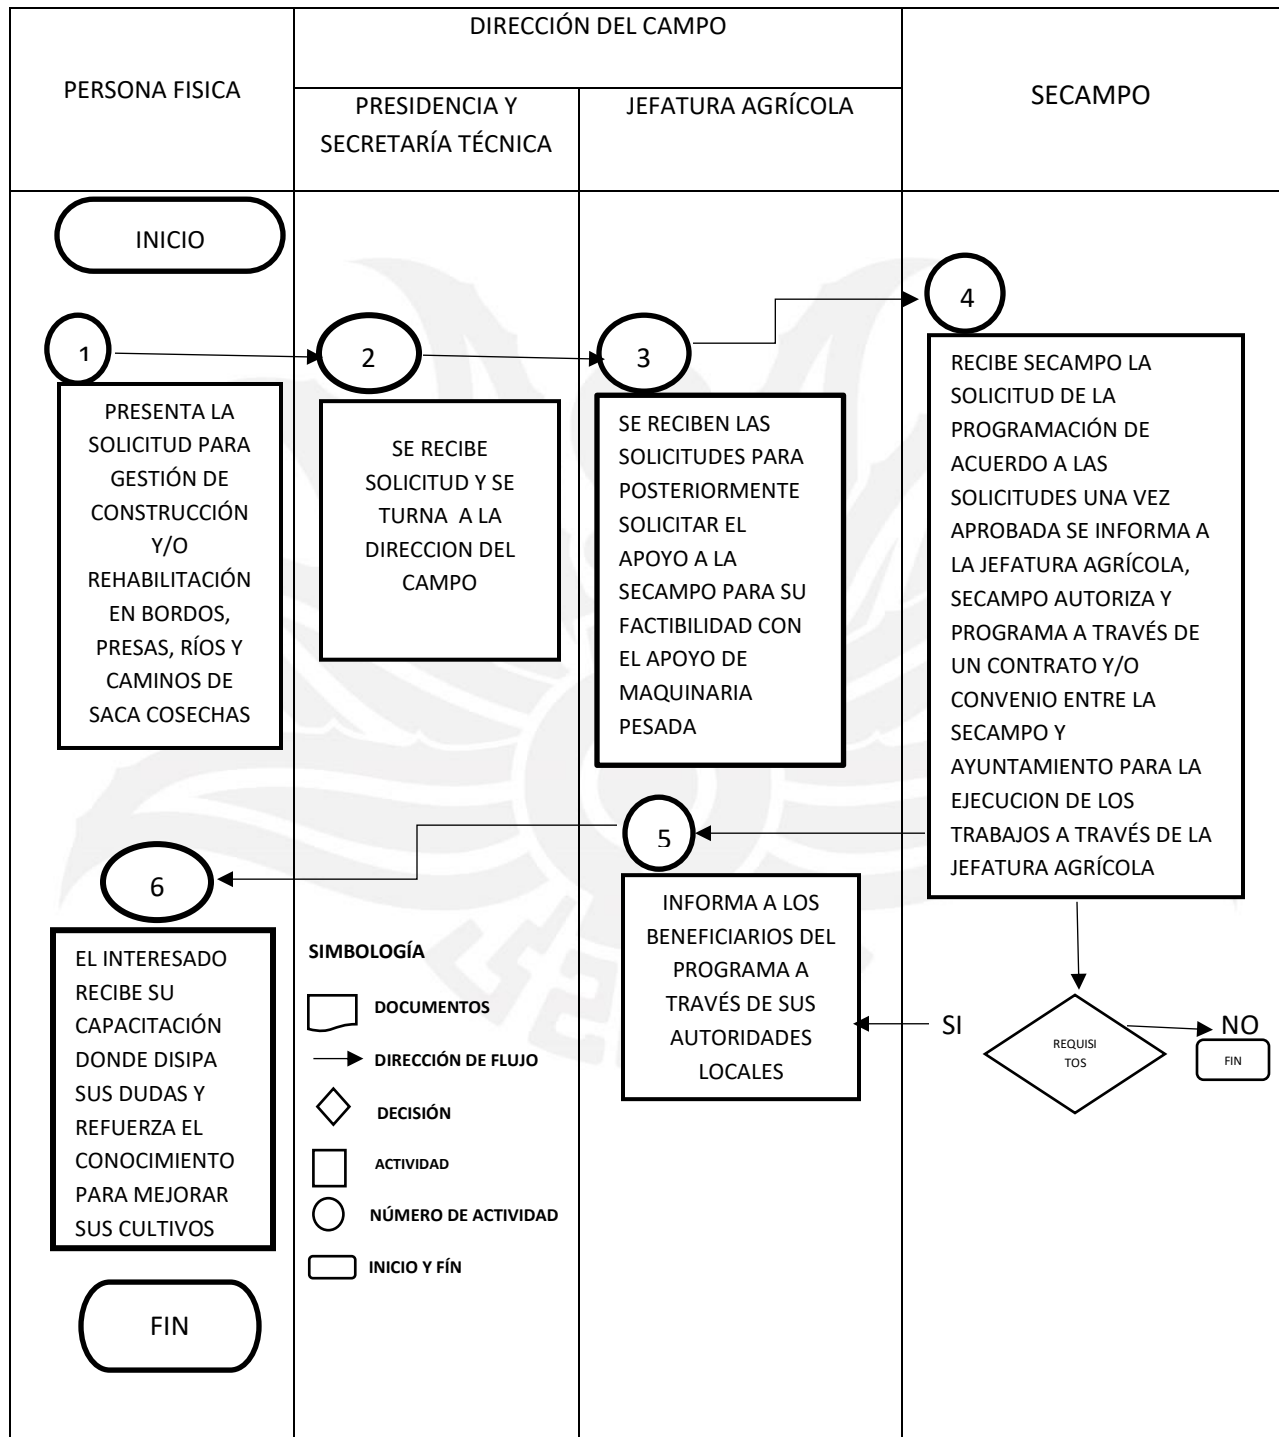 PERSONA FISICA
DIRECCIÓN DEL CAMPO
PRESIDENCIA Y
SECRETARÍA TÉCNICA
JEFATURA AGRÍCOLA
SECAMPO
INICIO
1
PRESENTA LA
SOLICITUD PARA
GESTIÓN DE
CONSTRUCCIÓN
Y/O
REHABILITACIÓN
EN BORDOS,
PRESAS, RÍOS Y
CAMINOS DE
SACA COSECHAS
2
SE RECIBE
SOLICITUD Y SE
TURNA A LA
DIRECCION DEL
CAMPO
3
SE RECIBEN LAS
SOLICITUDES PARA
POSTERIORMENTE
SOLICITAR EL
APOYO A LA
SECAMPO PARA SU
FACTIBILIDAD CON
EL APOYO DE
MAQUINARIA
PESADA
4
RECIBE SECAMPO LA
SOLICITUD DE LA
PROGRAMACIÓN DE
ACUERDO A LAS
SOLICITUDES UNA VEZ
APROBADA SE INFORMA A
LA JEFATURA AGRÍCOLA,
SECAMPO AUTORIZA Y
PROGRAMA A TRAVÉS DE
UN CONTRATO Y/O
CONVENIO ENTRE LA
SECAMPO Y
AYUNTAMIENTO PARA LA
EJECUCION DE LOS
TRABAJOS A TRAVÉS DE LA
JEFATURA AGRÍCOLA
REQUISI
TOS
SI
NO
FIN
5
INFORMA A LOS
BENEFICIARIOS DEL
PROGRAMA A
TRAVÉS DE SUS
AUTORIDADES
LOCALES
6
EL INTERESADO
RECIBE SU
CAPACITACIÓN
DONDE DISIPA
SUS DUDAS Y
REFUERZA EL
CONOCIMIENTO
PARA MEJORAR
SUS CULTIVOS
FIN
SIMBOLOGÍA
DOCUMENTOS
DIRECCIÓN DE FLUJO
DECISIÓN
ACTIVIDAD
NÚMERO DE ACTIVIDAD
INICIO Y FÍN